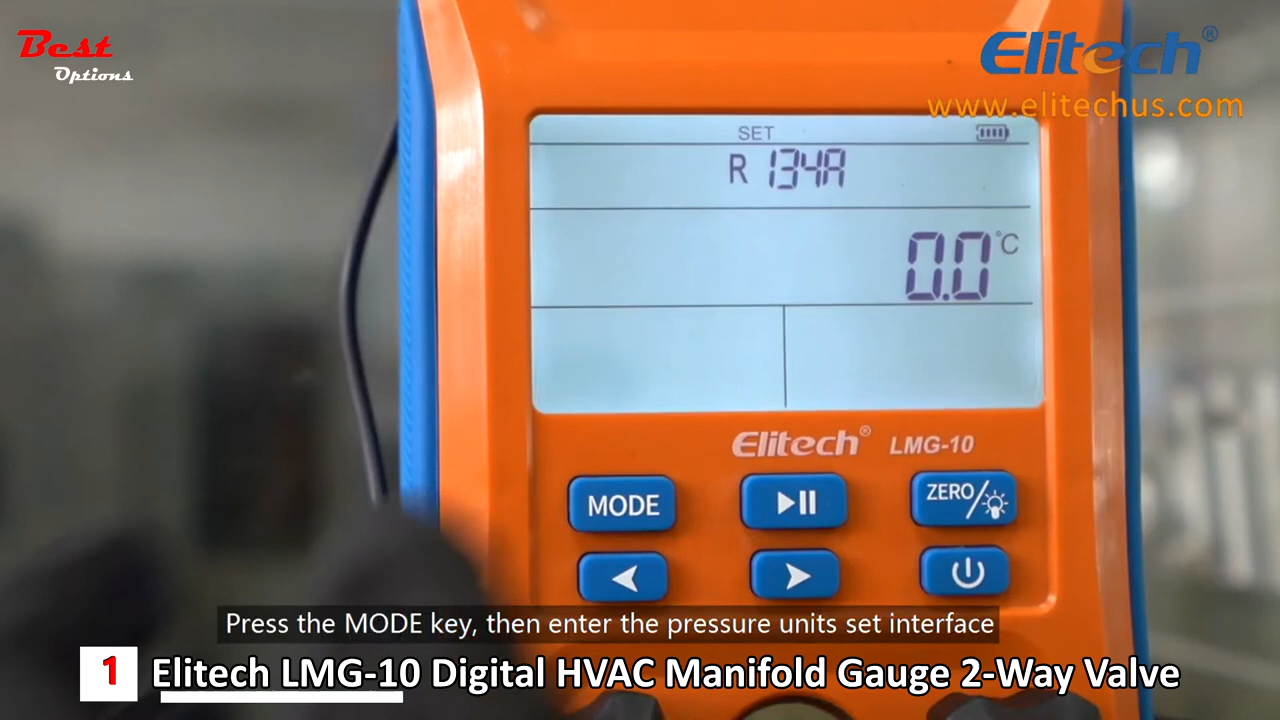 Best
Options
Elitech®
www.elitechus.com
SET
R 134A
0.0 °C
Elitech® LMG-10
MODE
ZERO/
Press the MODE key, then enter the pressure units set interface
1 Elitech LMG-10 Digital HVAC Manifold Gauge 2-Way Valve